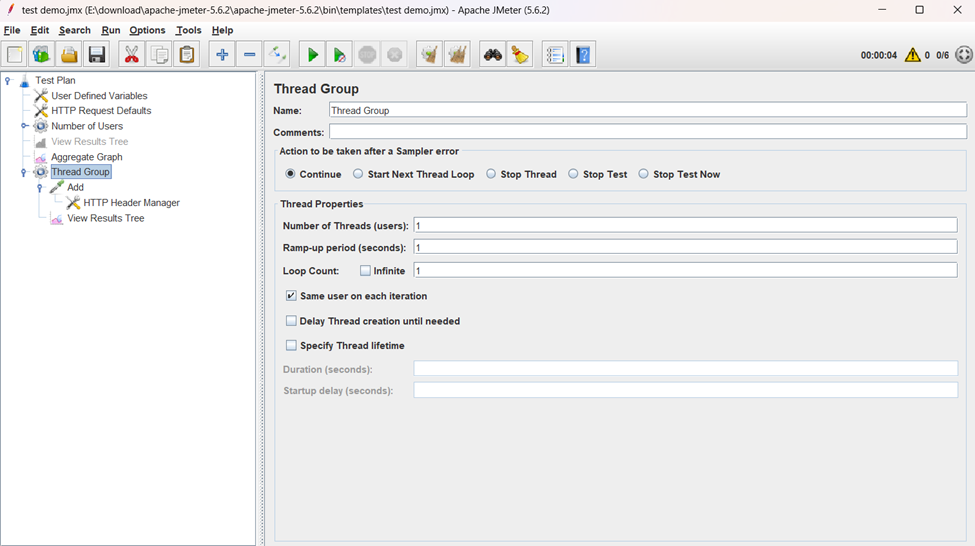 test demo.jmx (E:\download\apache-jmeter-5.6.2\apache-jmeter-5.6.2\bin\templates\test demo.jmx) - Apache JMeter (5.6.2)
File Edit Search Run Options Tools Help
00:00:04 0 0/6
Test Plan
User Defined Variables
HTTP Request Defaults
Number of Users
View Results Tree
Aggregate Graph
Thread Group
Add
HTTP Header Manager
View Results Tree
Thread Group
Name: Thread Group
Comments:
Action to be taken after a Sampler error
Continue Start Next Thread Loop Stop Thread Stop Test Stop Test Now
Thread Properties
Number of Threads (users): 1
Ramp-up period (seconds): 1
Loop Count: Infinite 1
Same user on each iteration
Delay Thread creation until needed
Specify Thread lifetime
Duration (seconds):
Startup delay (seconds):